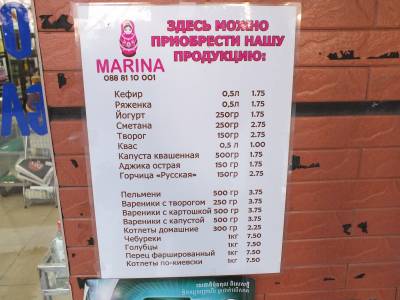 ЗДЕСЬ МОЖНО
ПРИОБРЕСТИ НАШУ
ПРОДУКЦИЮ:
MARINA
088 81 10 001
Кефир 0,5л 1.75
Ряженка 0,5л 1.75
Йогурт 250гр 1.75
Сметана 250гр 2.75
Творог 150гр 2.75
Квас 0,5 л 1.00
Капуста квашенная 500гр 1.75
Аджика острая 150 гр 1.75
Горчица «Русская» 150гр 2.75
Пельмени 500 гр 3.75
Вареники с творогом 250 гр 3.75
Вареники с картошкой 500 гр 3.75
Вареники с капустой 500 гр 3.75
Котлеты домашние 300 гр 2.25
Чебуреки 1кг 7.50
Голубцы 1кг 7.50
Перец фаршированный 1кг 7.50
Котлеты по-киевски 1кг 7.50